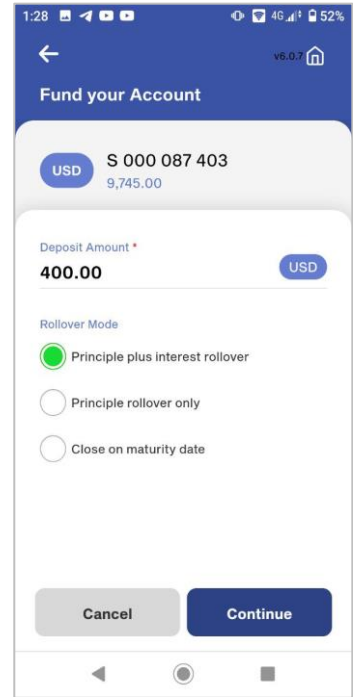 1:28
4G
52%
v6.0.7
Fund your Account
USD
S 000 087 403
9,745.00
Deposit Amount *
400.00
USD
Rollover Mode
Principle plus interest rollover
Principle rollover only
Close on maturity date
Cancel
Continue